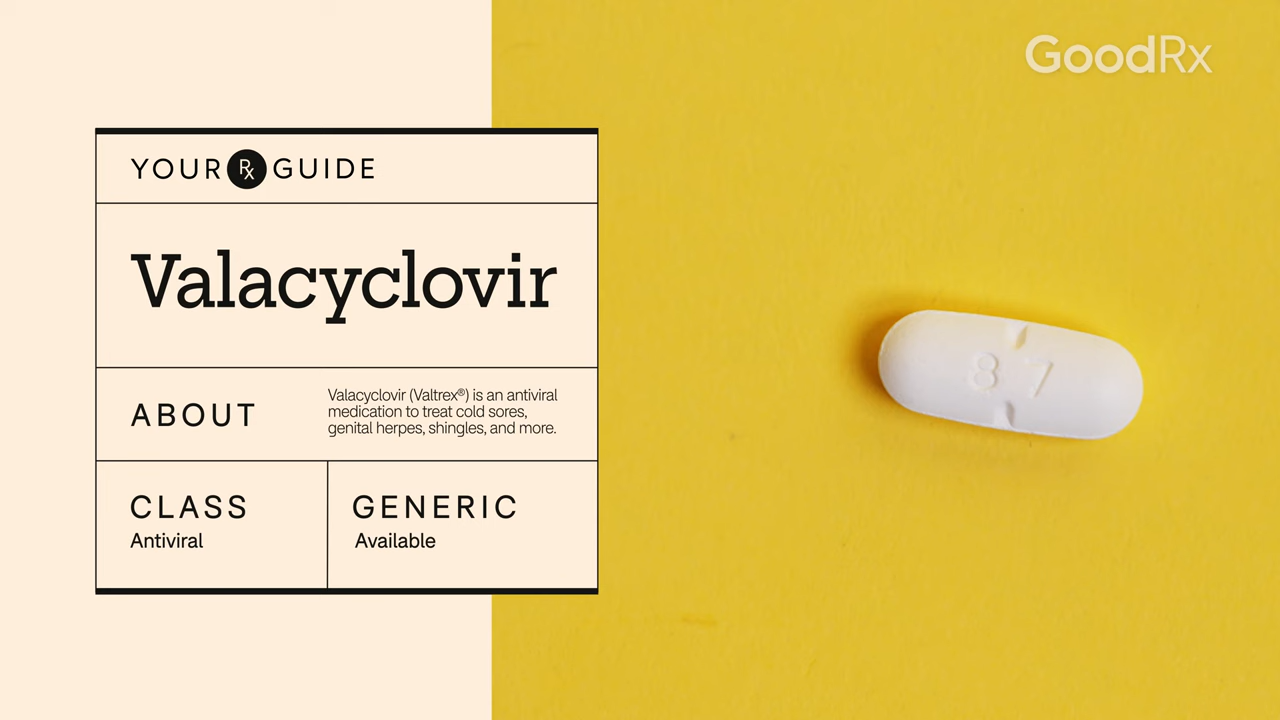 GoodRx
YOUR Rx GUIDE
Valacyclovir
ABOUT
Valacyclovir (Valtrex®) is an antiviral
medication to treat cold sores,
genital herpes, shingles, and more.
CLASS
Antiviral
GENERIC
Available
8 7